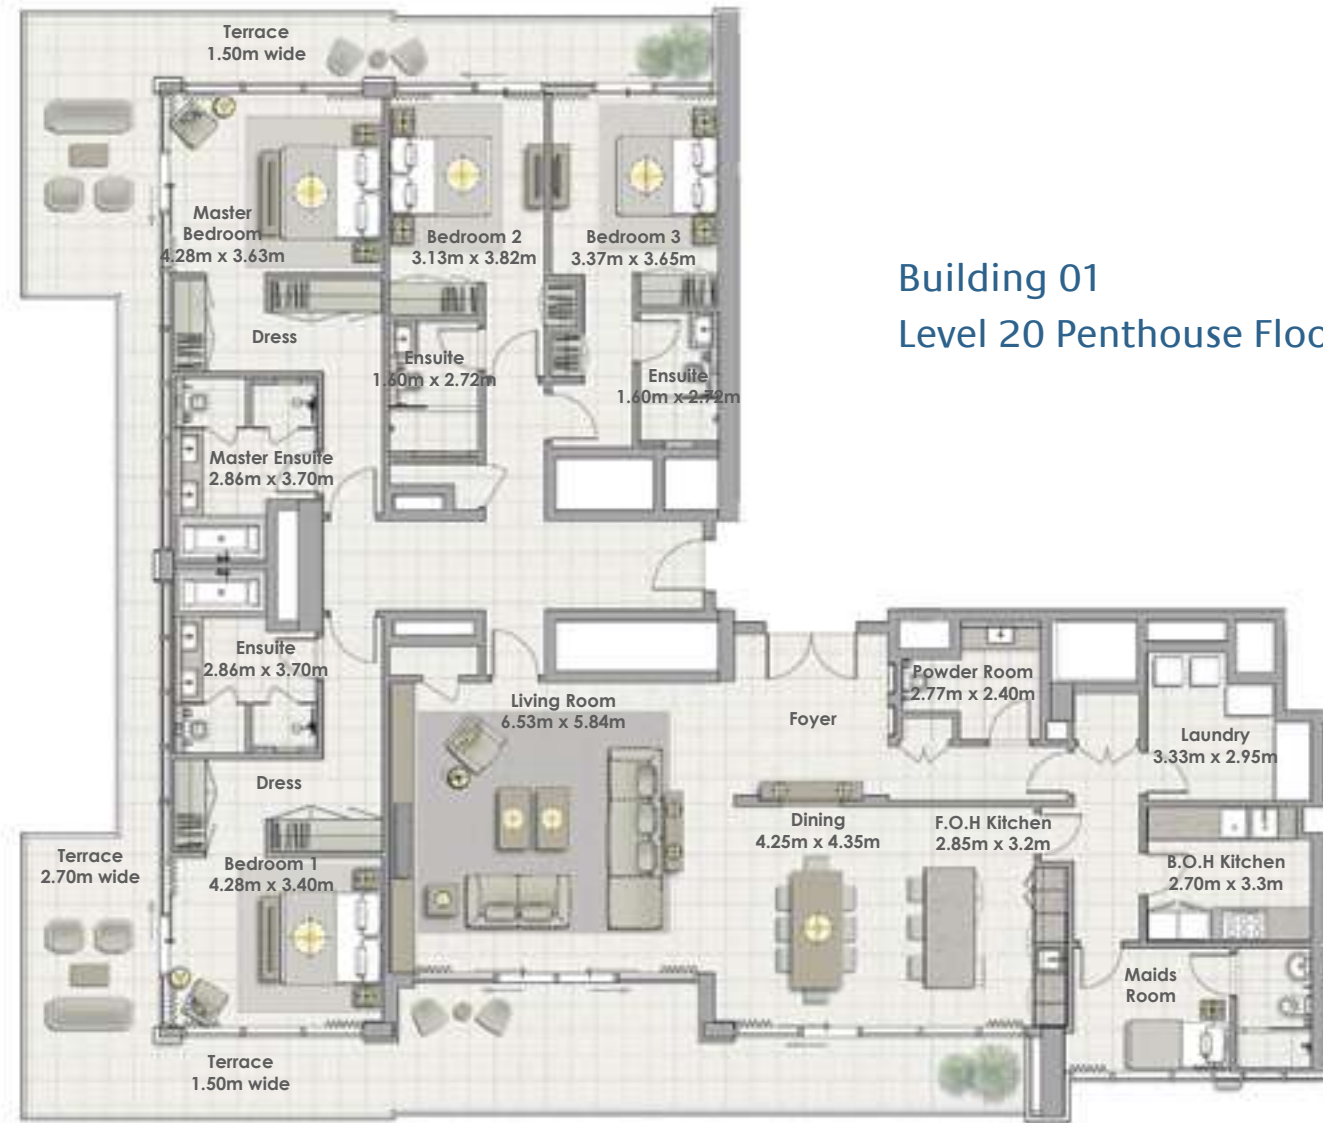 Terrace
1.50m wide
Master
Bedroom
4.28m x 3.63m
Bedroom 2
3.13m x 3.82m
Bedroom 3
3.37m x 3.65m
Building 01
Level 20 Penthouse Floo
Dress
Ensuite
1.60m x 2.72m
Ensuite
1.60m x 2.72m
Master Ensuite
2.86m x 3.70m
Ensuite
2.86m x 3.70m
Living Room
6.53m x 5.84m
Foyer
Powder Room
2.77m x 2.40m
Laundry
3.33m x 2.95m
Dress
Dining
4.25m x 4.35m
F.O.H Kitchen
2.85m x 3.2m
Terrace
2.70m wide
Bedroom 1
4.28m x 3.40m
B.O.H Kitchen
2.70m x 3.3m
Maids
Room
Terrace
1.50m wide